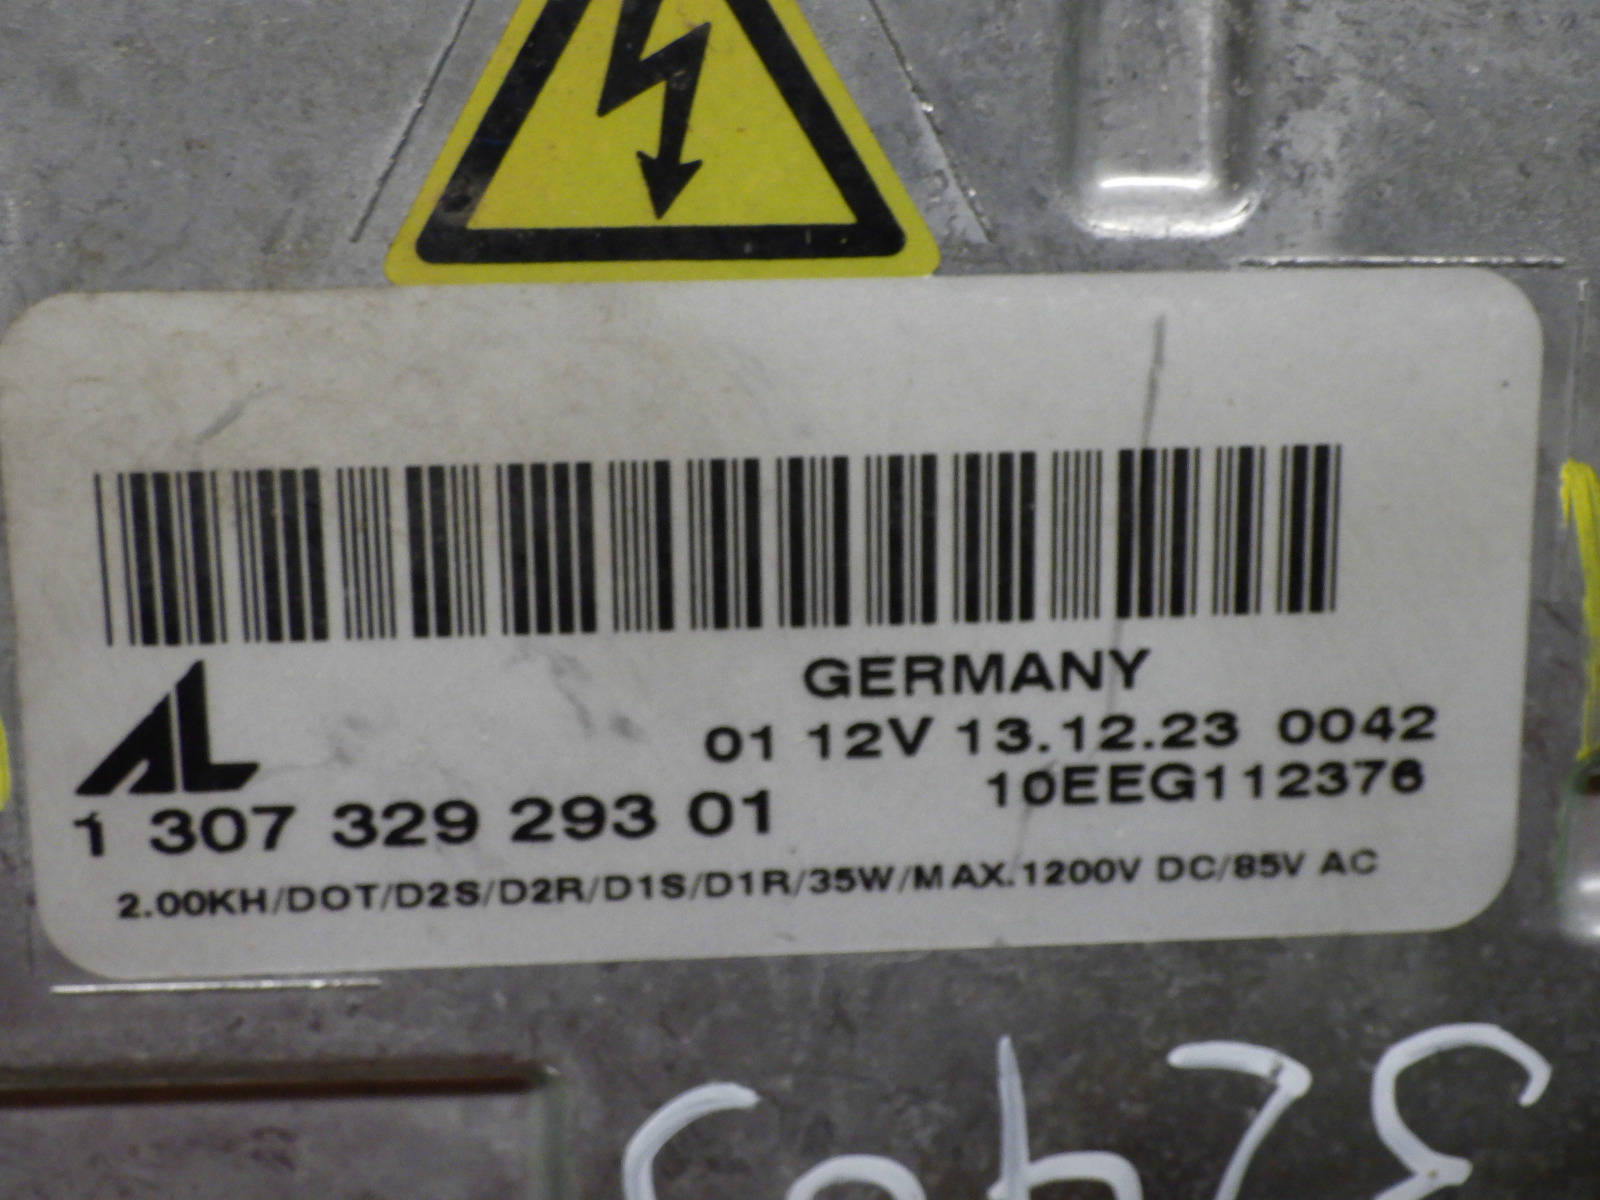 AL
GERMANY
01 12V 13.12.23 0042
10EEG112376
1 307 329 293 01
2.00KH/DOT/D2S/D2R/D1S/D1R/35W/MAX.1200V DC/85V AC